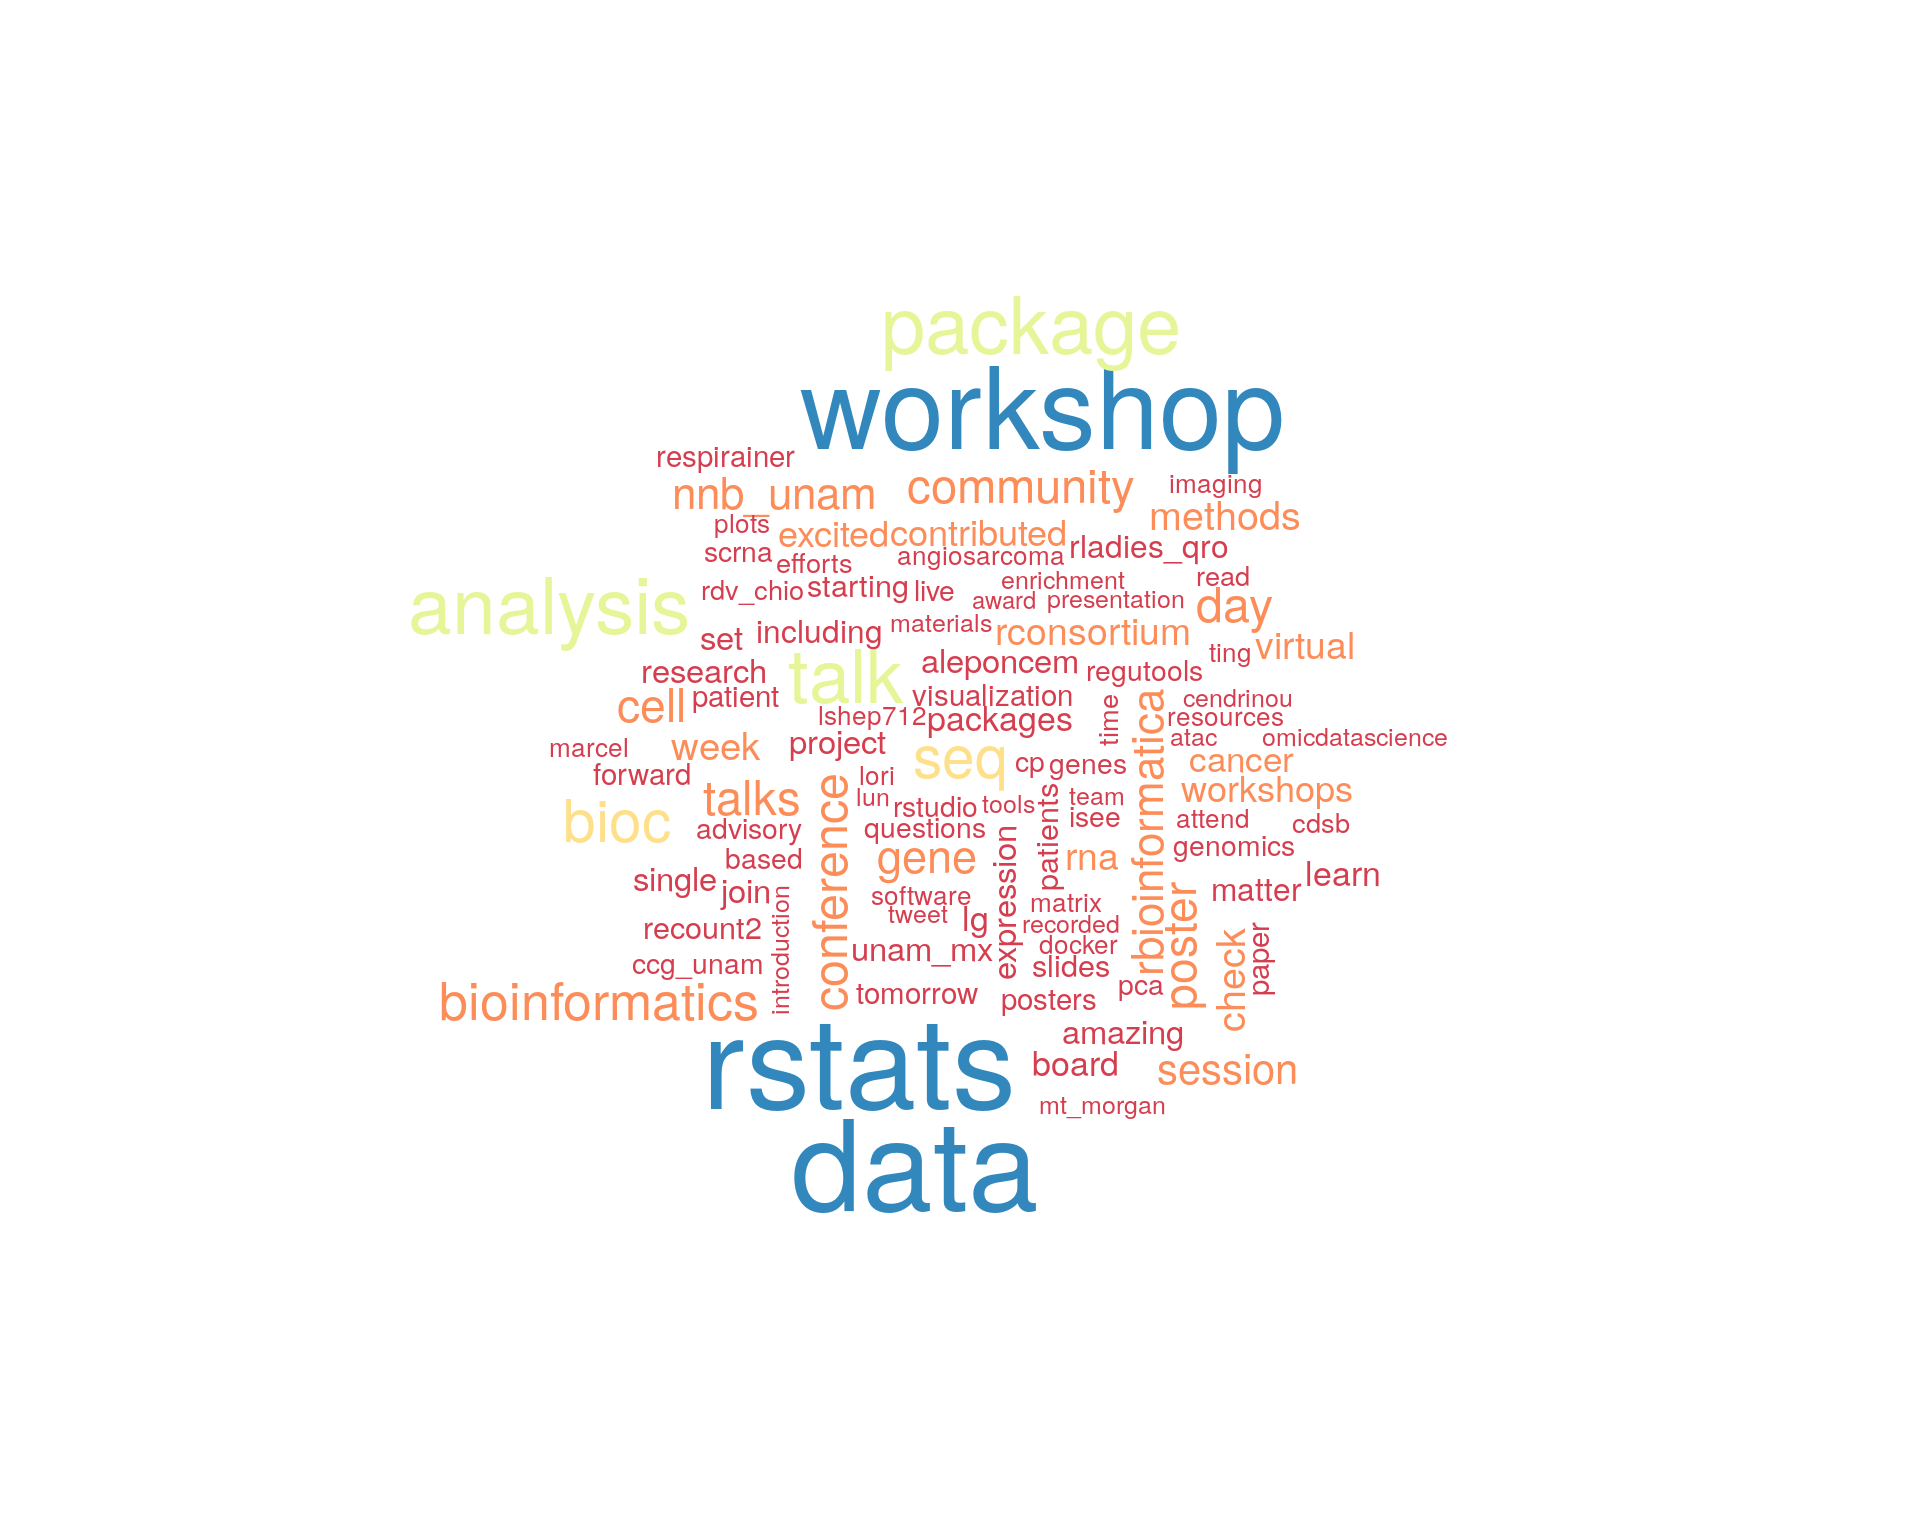 package
workshop
respirainer
nnb_unam
community
imaging
methods
plots
excited
contributed
scrna
efforts
angiosarcoma
rladies_qro
analysis
rdv_chio
starting
live
enrichment
read
award
presentation
day
set
including
materials
rconsortium
virtual
research
talk
aleponcem
regutools
ting
cell
patient
visualization
time
cendrinou
lshep712
packages
rbioinformatica
resources
marcel
week
project
seq
atac
omicdatascience
forward
lori
cp
genes
cancer
bioc
talks
conference
lun
rstudio
tools
patients
team
workshops
advisory
questions
isee
attend
cdsb
based
gene
expression
rna
genomics
single
join
introduction
software
matrix
poster
matter
learn
recount2
tweet
lg
recorded
check
paper
ccg_unam
unam_mx
docker
slides
bioinformatics
tomorrow
posters
pca
rstats
amazing
board
session
mt_morgan
data